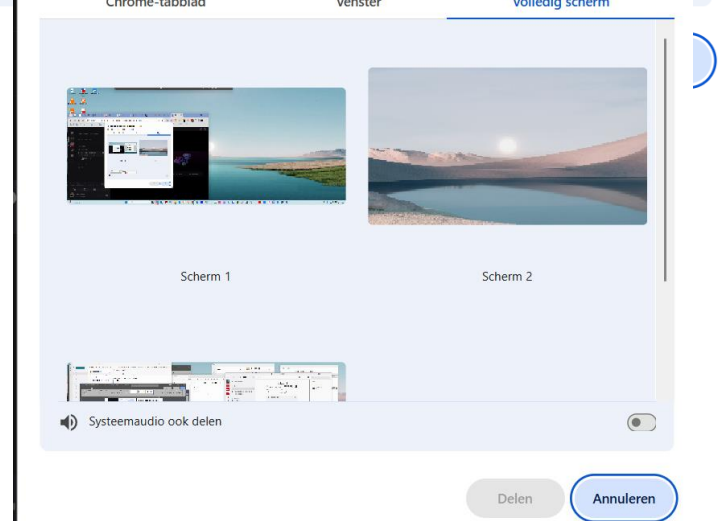 Chrome-tabblad
Venster
Volledig scherm
Scherm 1
Scherm 2
Systeemaudio ook delen
Delen
Annuleren